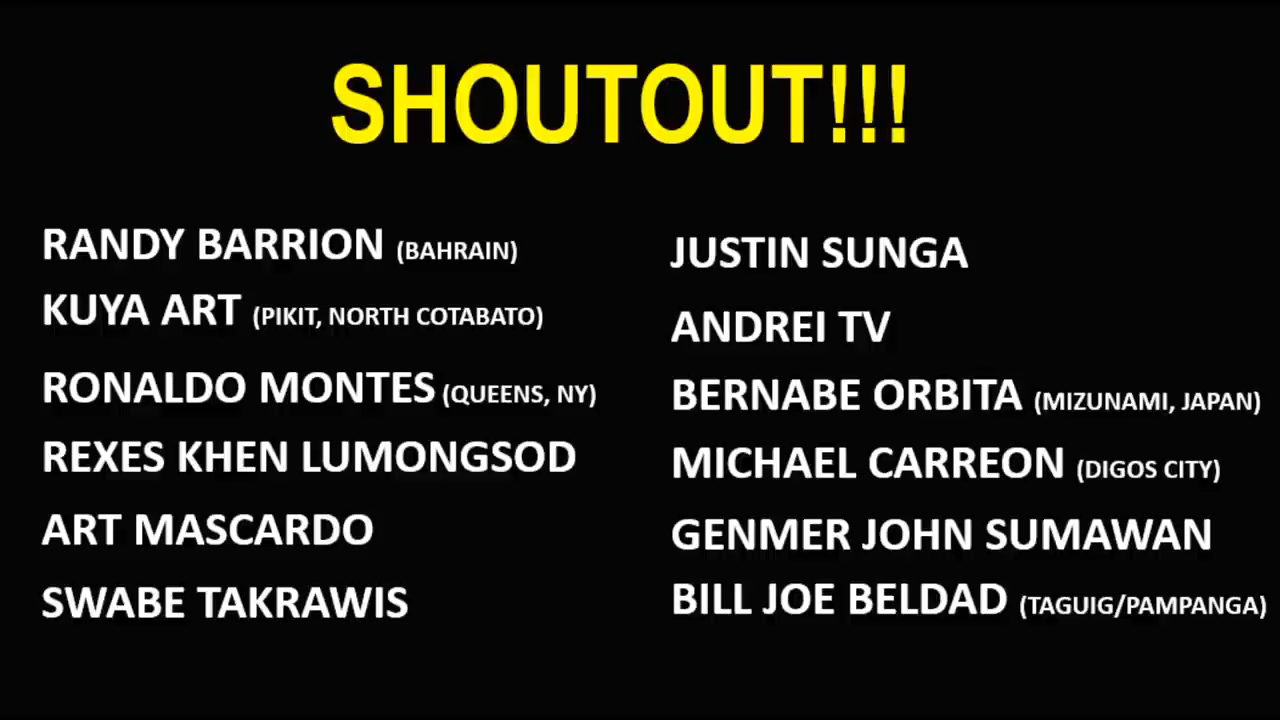 SHOUTOUT!!!
RANDY BARRION (BAHRAIN)
KUYA ART (PIKIT, NORTH COTABATO)
RONALDO MONTES (QUEENS, NY)
REXES KHEN LUMONGSOD
ART MASCARDO
SWABE TAKRAWIS
JUSTIN SUNGA
ANDREI TV
BERNABE ORBITA (MIZUNAMI, JAPAN)
MICHAEL CARREON (DIGOS CITY)
GENMER JOHN SUMAWAN
BILL JOE BELDAD (TAGUIG/PAMPANGA)